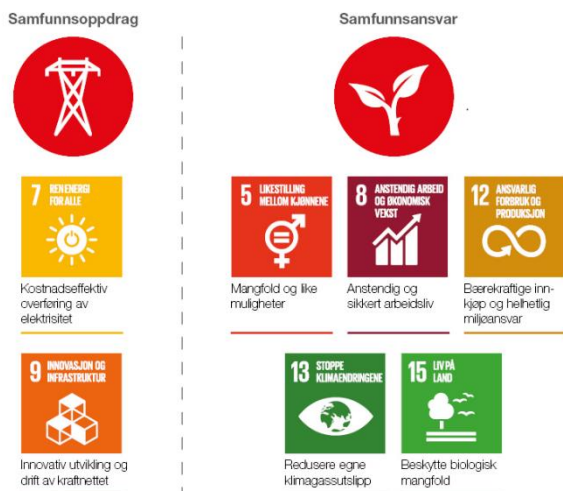 Samfunnsoppdrag
Samfunnsansvar
7 REN ENERGI
FOR ALLE
Kostnadseffektiv
overføring av
elektrisitet
5 LIKESTILLING
MELLOM KJØNNENE
Mangfold og like
muligheter
8 ANSTENDIG ARBEID
OG ØKONOMISK
VEKST
Anstendig og
sikkert arbeidsliv
12 ANSVARLIG
FORBRUK OG
PRODUKSJON
Bærekraftige inn-
kjøp og helhetlig
miljøansvar
9 INNOVASJON OG
INFRASTRUKTUR
Innovativ utvikling og
drift av kraftnettet
13 STOPPE
KLIMAENDRINGENE
Redusere egne
klimagassutslipp
15 LIV PÅ
LAND
Beskytte biologisk
mangfold